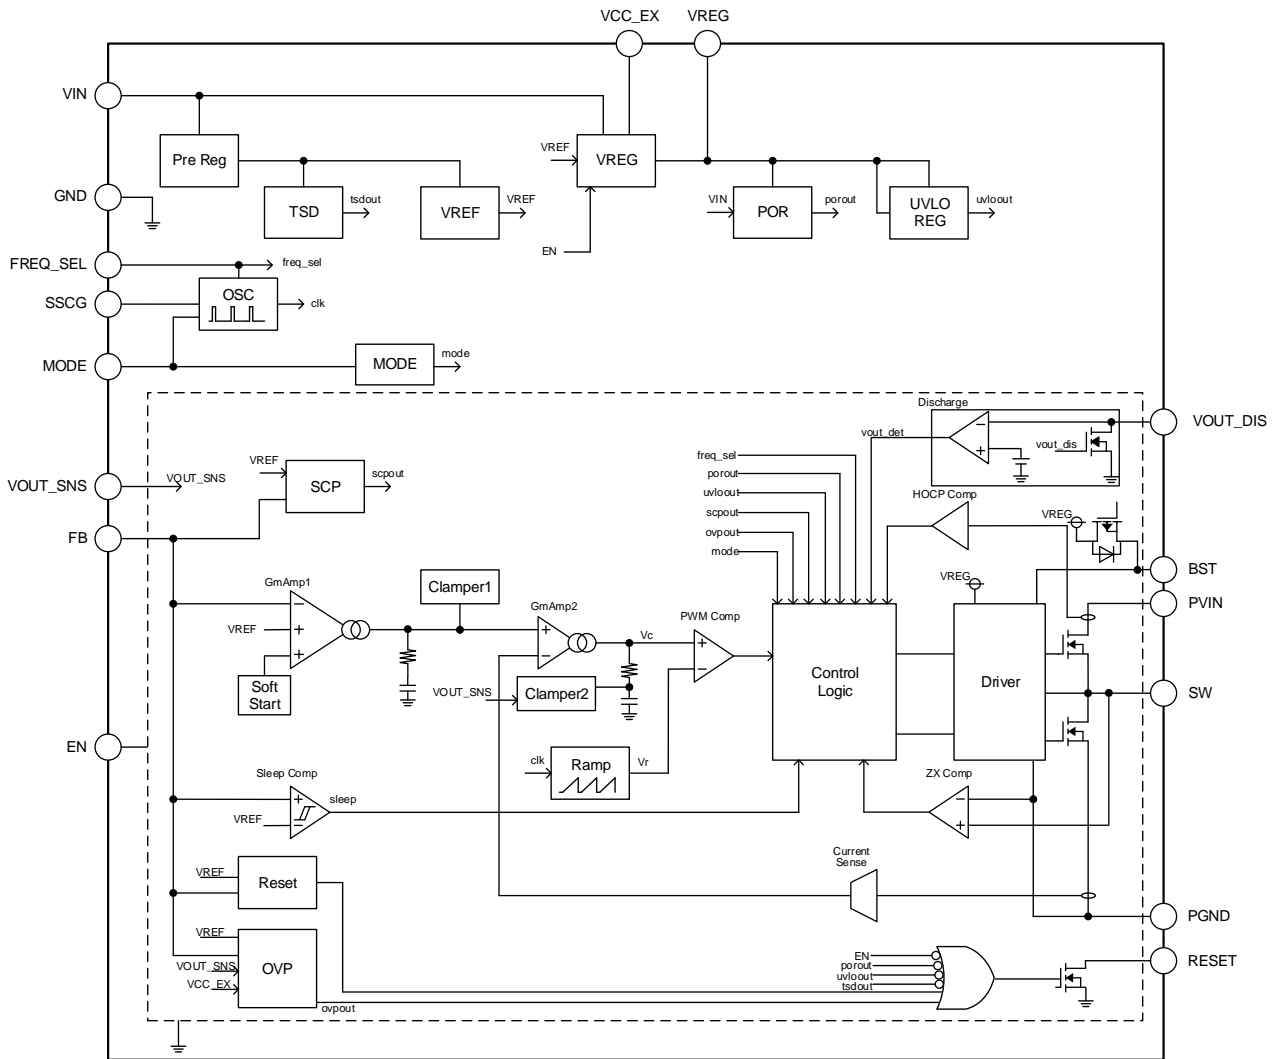 VCC_EX VREG
VIN
Pre Reg
VREF
VREG
GND
TSD
tsdout
VREF
VREF
VIN
POR
porout
UVLO
REG
uvloout
EN
FREQ_SEL
freq_sel
SSCG
OSC
clk
MODE
MODE
mode
Discharge
vout_det
vout_dis
VOUT_DIS
VOUT_SNS
VOUT_SNS
VREF
SCP
scpout
freq_sel
porout
uvloout
scpout
ovpout
mode
HOCP Comp
VREG
FB
BST
GmAmp1
Clamper1
GmAmp2
VREG
PVIN
VREF
Vc
PWM Comp
Soft
Start
VOUT_SNS
Clamper2
Control
Logic
Driver
SW
EN
clk
Ramp
Vr
Sleep Comp
sleep
VREF
ZX Comp
Current
Sense
VREF
Reset
PGND
VREF
VOUT_SNS
VCC_EX
OVP
ovpout
EN
porout
uvloout
tsdout
RESET